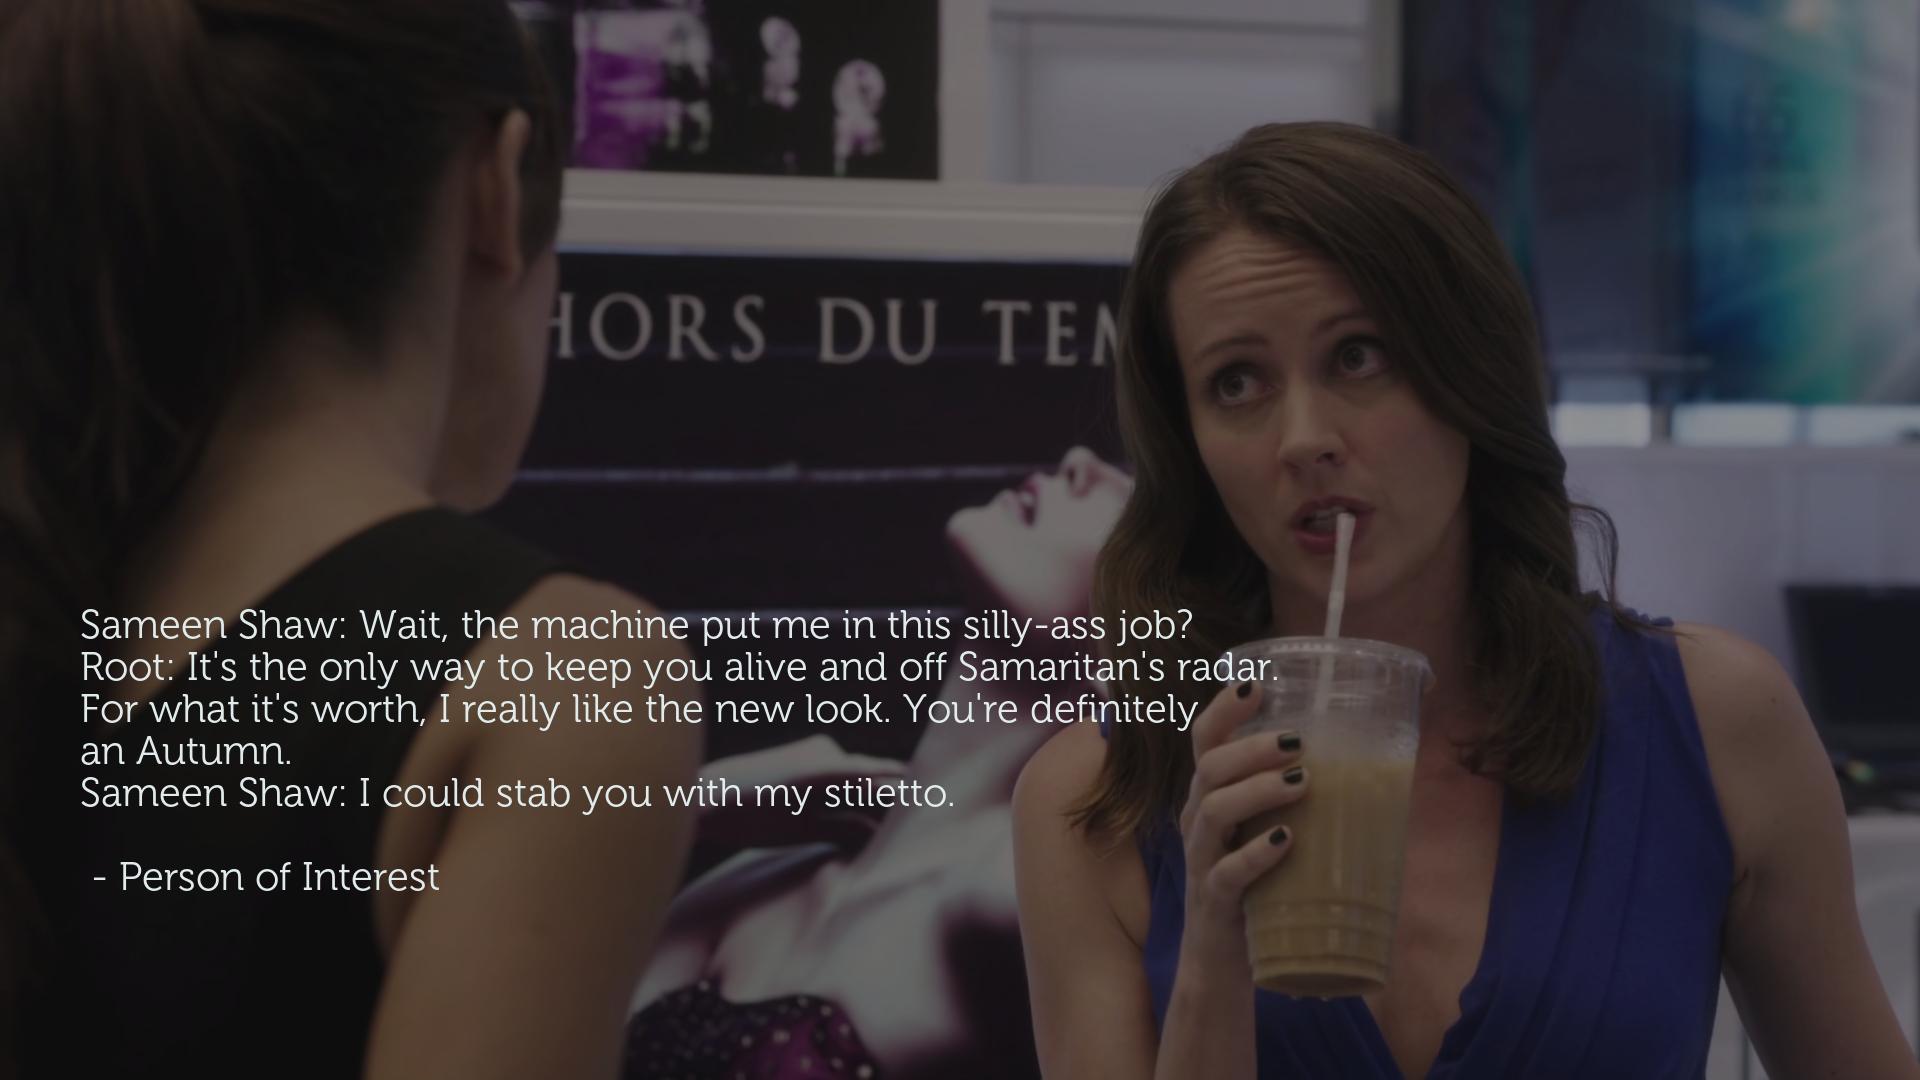 HORS DU TEM
Sameen Shaw: Wait, the machine put me in this silly-ass job?
Root: It's the only way to keep you alive and off Samaritan's radar.
For what it's worth, I really like the new look. You're definitely
an Autumn.
Sameen Shaw: I could stab you with my stiletto.
- Person of Interest